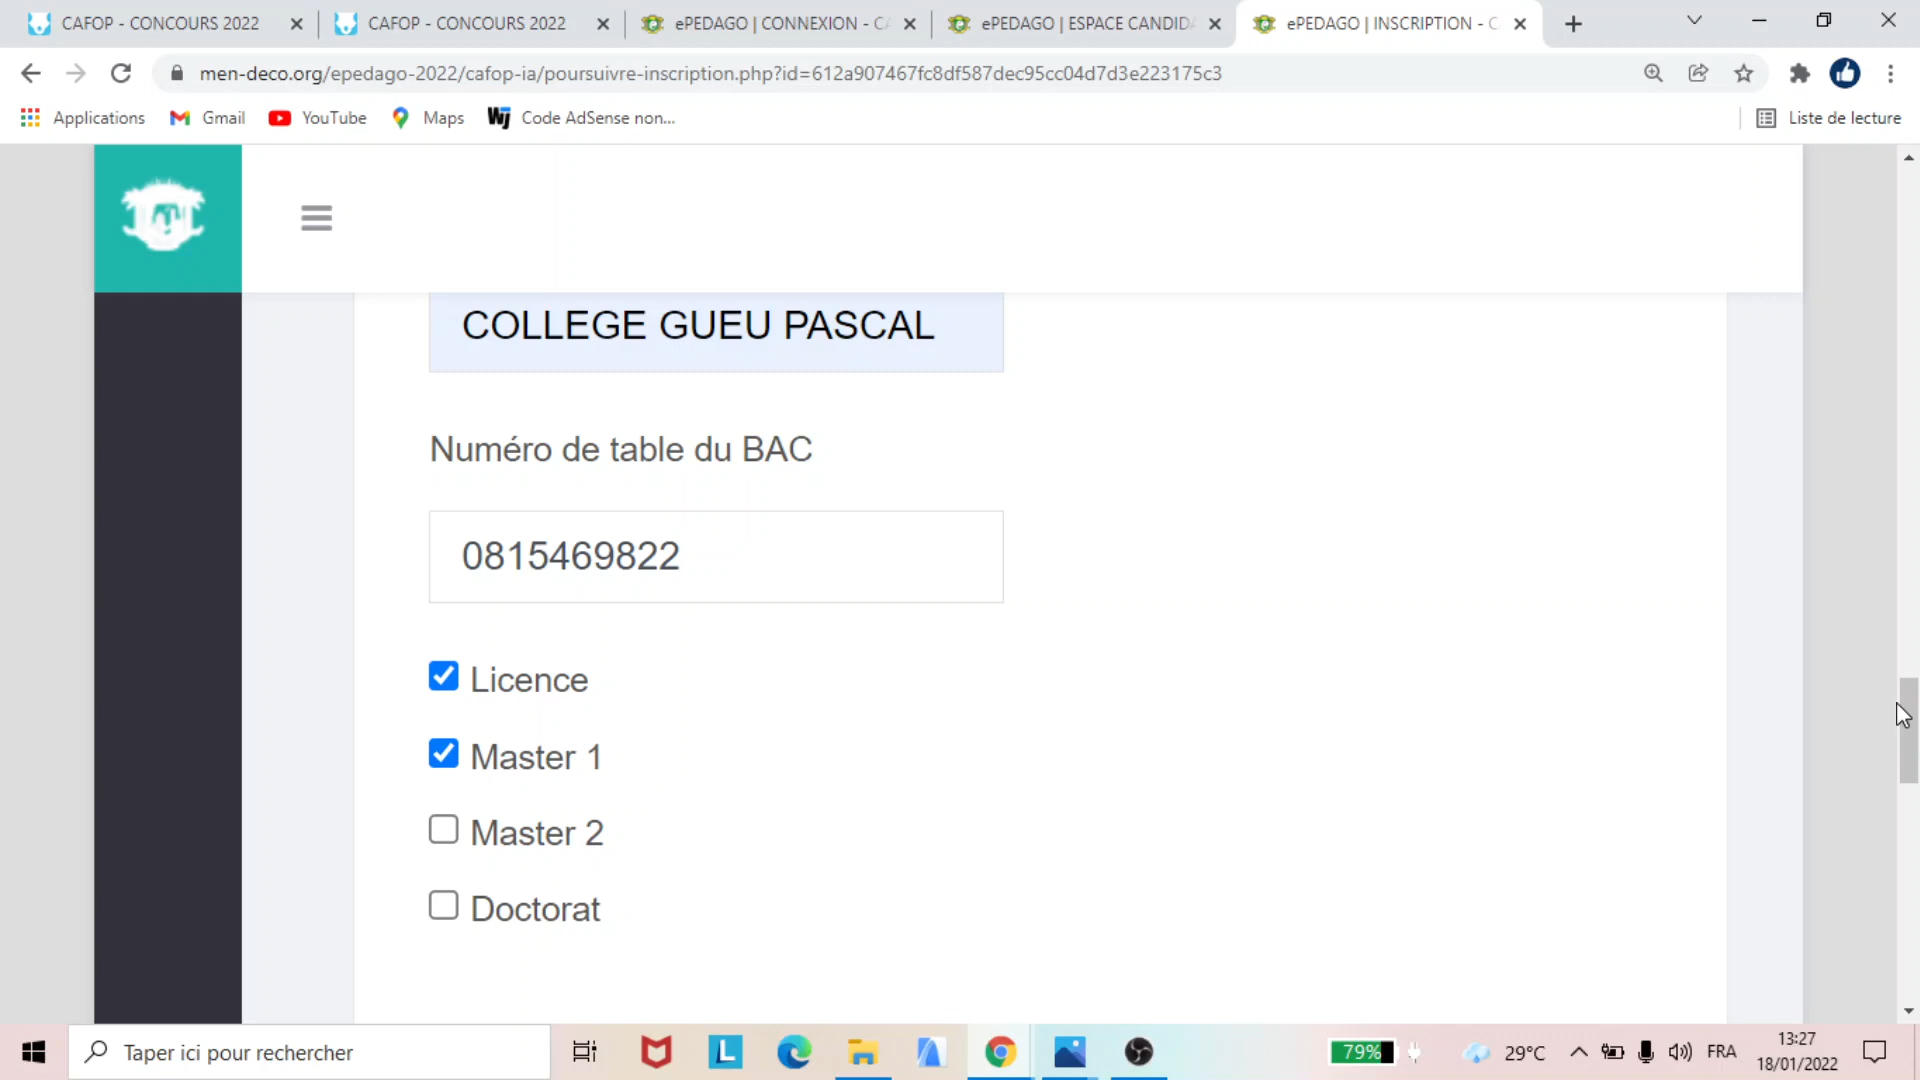 CAFOP - CONCOURS 2022
CAFOP - CONCOURS 2022
ePEDAGO | CONNEXION - CA
ePEDAGO | ESPACE CANDIDA
ePEDAGO | INSCRIPTION - C
men-deco.org/epedago-2022/cafop-ia/poursuivre-inscription.php?id=612a907467fc8df587dec95cc04d7d3e223175c3
Applications
Gmail
YouTube
Maps
Code AdSense non...
Liste de lecture
COLLEGE GUEU PASCAL
Numéro de table du BAC
0815469822
Licence
Master 1
Master 2
Doctorat
Taper ici pour rechercher
L
79%
29°C
FRA
13:27
18/01/2022